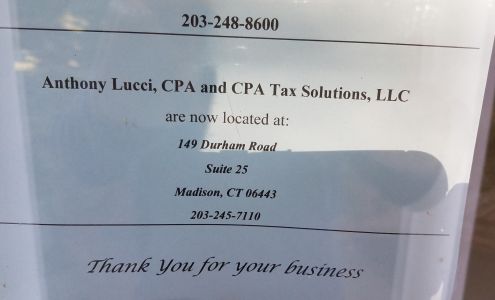 203-248-8600
Anthony Lucci, CPA and CPA Tax Solutions, LLC
are now located at:
149 Durham Road
Suite 25
Madison, CT 06443
203-245-7110
Thank You for your business